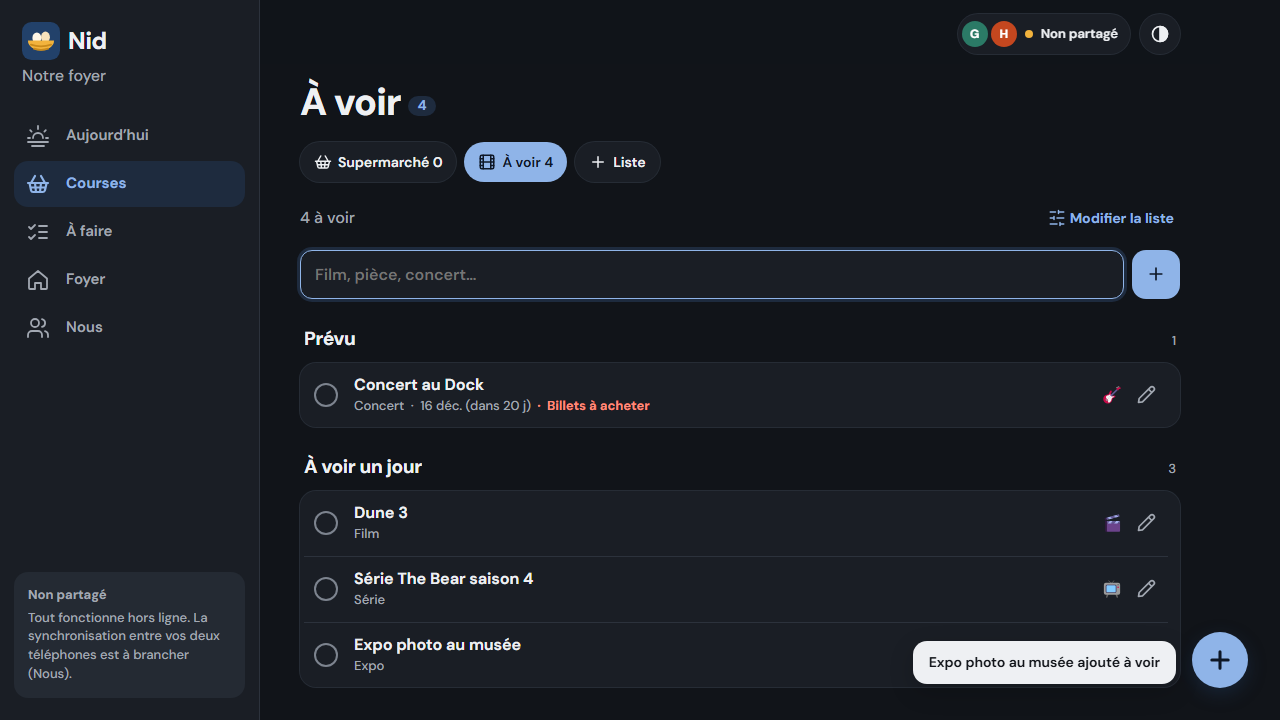 Nid
Notre foyer
Aujourd’hui
Courses
À faire
Foyer
Nous
Non partagé
Tout fonctionne hors ligne. La
synchronisation entre vos deux
téléphones est à brancher
(Nous).
G H Non partagé
À voir 4
Supermarché 0 À voir 4 Liste
4 à voir Modifier la liste
Film, pièce, concert…
Prévu 1
Concert au Dock
Concert · 16 déc. (dans 20 j) · Billets à acheter
À voir un jour 3
Dune 3
Film
Série The Bear saison 4
Série
Expo photo au musée
Expo
Expo photo au musée ajouté à voir